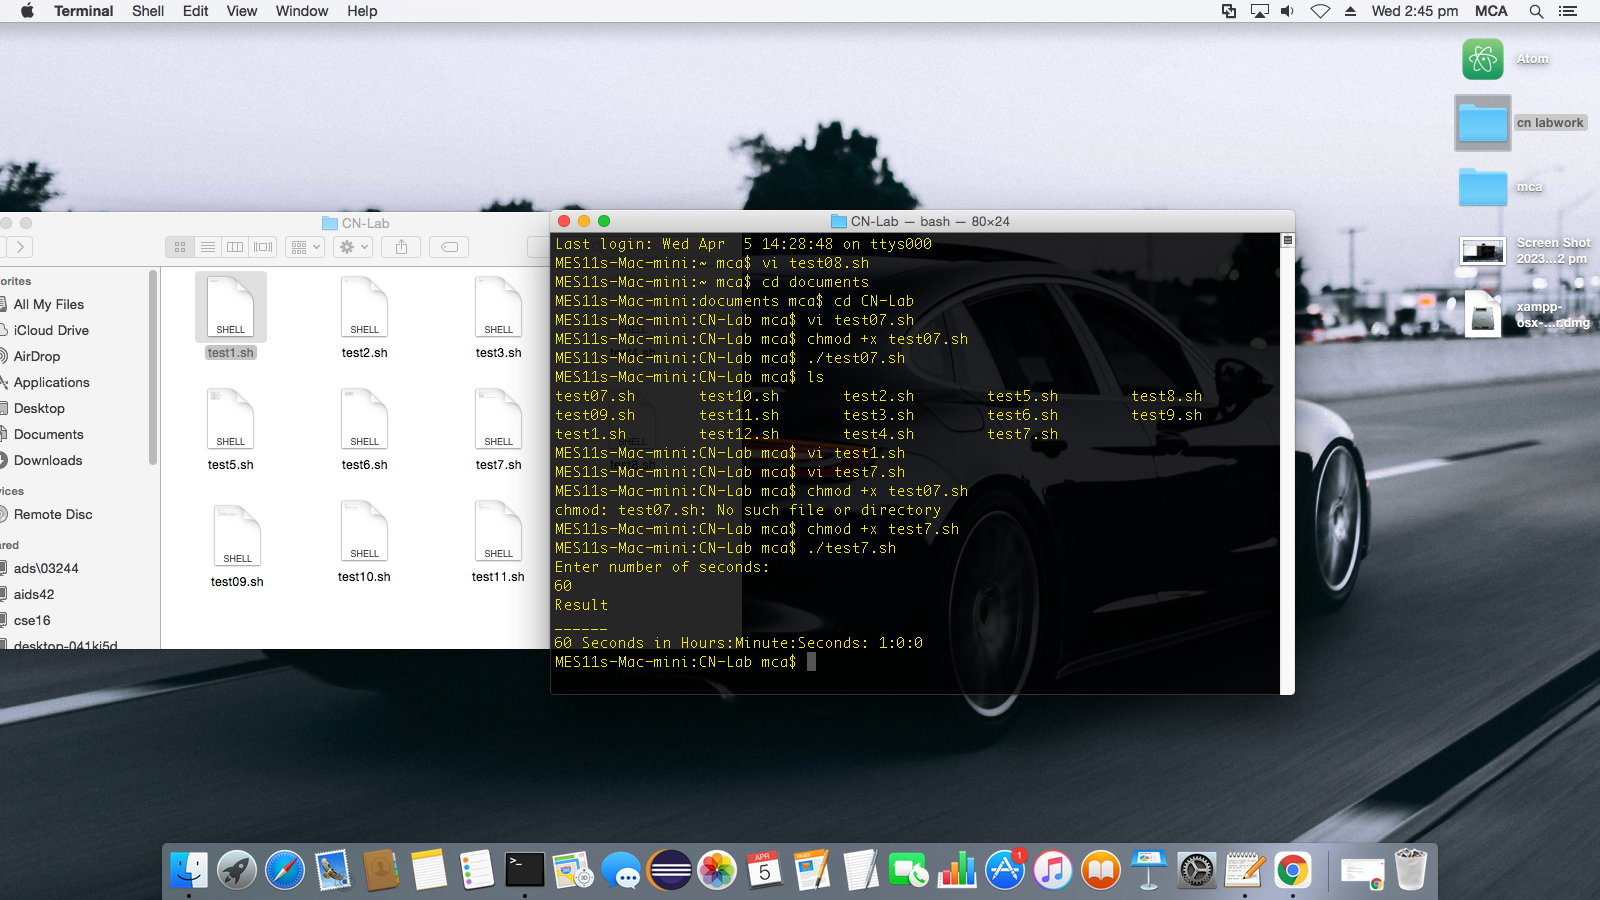 Terminal Shell Edit View Window Help Wed 2:45 pm MCA
Atom
cn labwork
mca
Screen Shot
2023...2 pm
xampp-
osx-...r.dmg
CN-Lab
orites
All My Files
iCloud Drive
AirDrop
Applications
Desktop
Documents
Downloads
vices
Remote Disc
ared
ads\03244
aids42
cse16
desktop-041ki5d
SHELL SHELL SHELL
test1.sh test2.sh test3.sh
SHELL SHELL SHELL
test5.sh test6.sh test7.sh
SHELL SHELL SHELL
test09.sh test10.sh test11.sh
CN-Lab — bash — 80×24
Last login: Wed Apr  5 14:28:48 on ttys000
MES11s-Mac-mini:~ mca$ vi test08.sh
MES11s-Mac-mini:~ mca$ cd documents
MES11s-Mac-mini:documents mca$ cd CN-Lab
MES11s-Mac-mini:CN-Lab mca$ vi test07.sh
MES11s-Mac-mini:CN-Lab mca$ chmod +x test07.sh
MES11s-Mac-mini:CN-Lab mca$ ./test07.sh
MES11s-Mac-mini:CN-Lab mca$ ls
test07.sh test10.sh test2.sh test5.sh test8.sh
test09.sh test11.sh test3.sh test6.sh test9.sh
test1.sh test12.sh test4.sh test7.sh
MES11s-Mac-mini:CN-Lab mca$ vi test1.sh
MES11s-Mac-mini:CN-Lab mca$ vi test7.sh
MES11s-Mac-mini:CN-Lab mca$ chmod +x test07.sh
chmod: test07.sh: No such file or directory
MES11s-Mac-mini:CN-Lab mca$ chmod +x test7.sh
MES11s-Mac-mini:CN-Lab mca$ ./test7.sh
Enter number of seconds:
60
Result
------
60 Seconds in Hours:Minute:Seconds: 1:0:0
MES11s-Mac-mini:CN-Lab mca$
APR
5
1